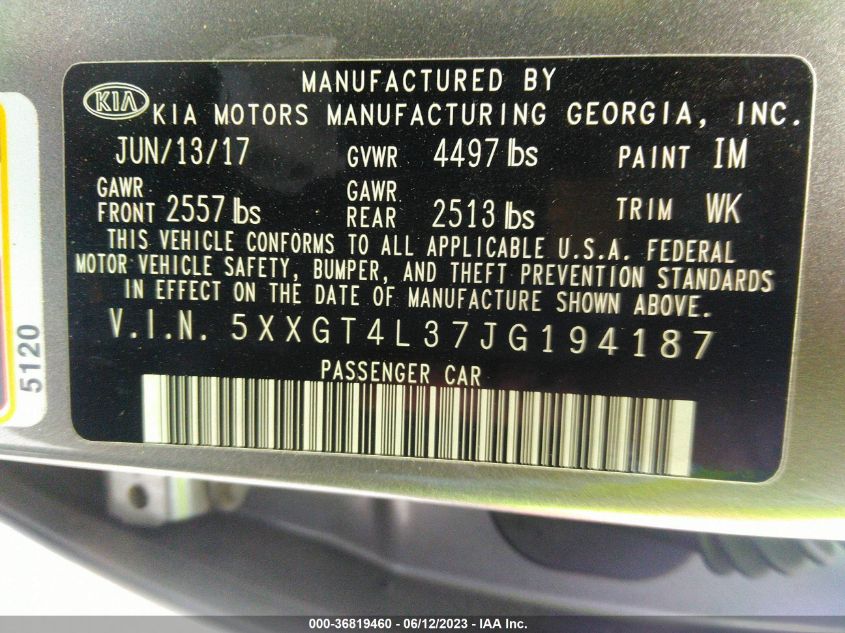 MANUFACTURED BY
KIA KIA MOTORS MANUFACTURING GEORGIA, INC.
JUN/13/17 GVWR 4497 lbs PAINT IM
GAWR FRONT 2557 lbs GAWR REAR 2513 lbs TRIM WK
THIS VEHICLE CONFORMS TO ALL APPLICABLE U.S.A. FEDERAL
MOTOR VEHICLE SAFETY, BUMPER, AND THEFT PREVENTION STANDARDS
IN EFFECT ON THE DATE OF MANUFACTURE SHOWN ABOVE.
V.I.N. 5XXGT4L37JG194187
PASSENGER CAR
5120
000-36819460 - 06/12/2023 - IAA Inc.